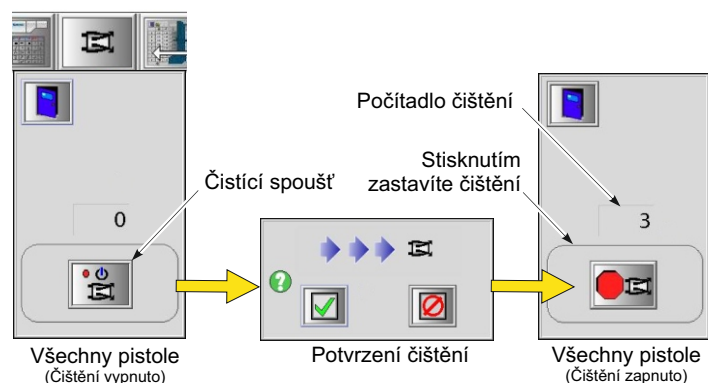 Počítadlo čištění
Stisknutím
zastavíte čištění
Čistící spoušť
0
3
Všechny pistole
(Čištění vypnuto)
Potvrzení čištění
Všechny pistole
(Čištění zapnuto)